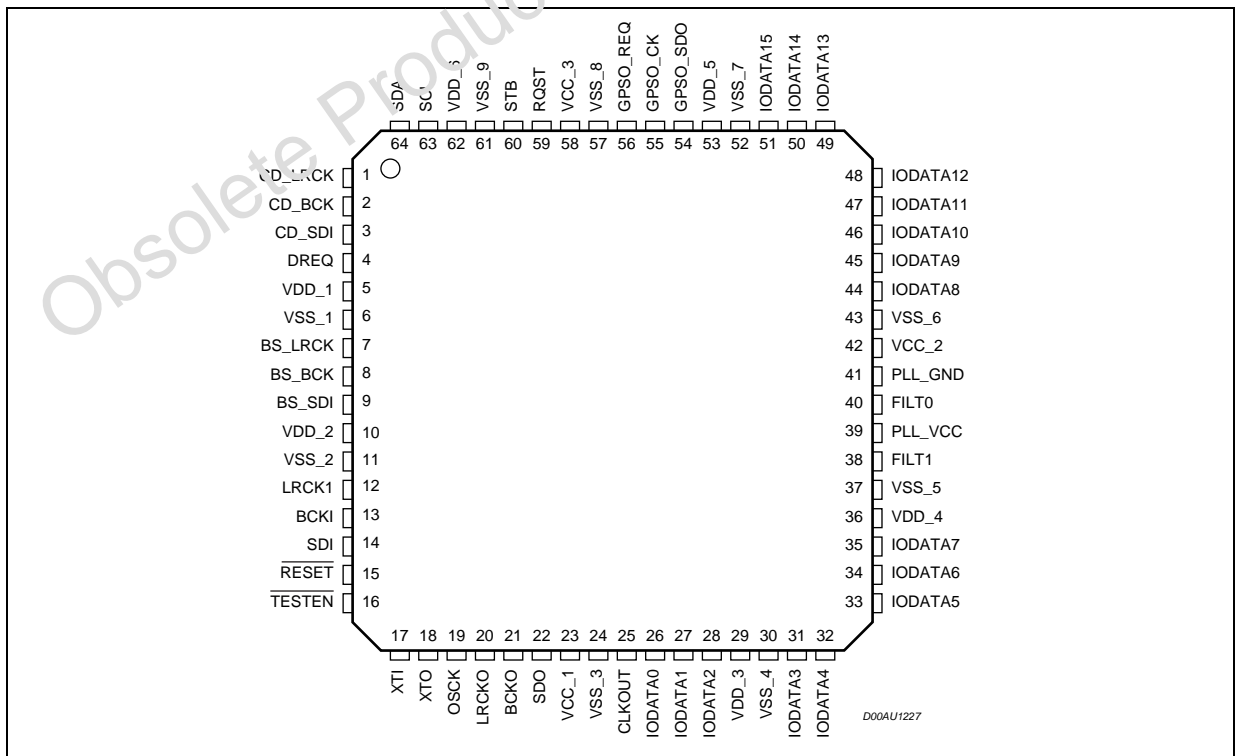 Obsolete Produc
SDA
SC
VDD_6
VSS_9
STB
RQST
VCC_3
VSS_8
GPSO_REQ
GPSO_CK
GPSO_SDO
VDD_5
VSS_7
IODATA15
IODATA14
IODATA13
64 63 62 61 60 59 58 57 56 55 54 53 52 51 50 49
CD_LRCK 1
CD_BCK 2
CD_SDI 3
DREQ 4
VDD_1 5
VSS_1 6
BS_LRCK 7
BS_BCK 8
BS_SDI 9
VDD_2 10
VSS_2 11
LRCK1 12
BCKI 13
SDI 14
RESET 15
TESTEN 16
48 IODATA12
47 IODATA11
46 IODATA10
45 IODATA9
44 IODATA8
43 VSS_6
42 VCC_2
41 PLL_GND
40 FILT0
39 PLL_VCC
38 FILT1
37 VSS_5
36 VDD_4
35 IODATA7
34 IODATA6
33 IODATA5
17 18 19 20 21 22 23 24 25 26 27 28 29 30 31 32
XTI
XTO
OSCK
LRCKO
BCKO
SDO
VCC_1
VSS_3
CLKOUT
IODATA0
IODATA1
IODATA2
VDD_3
VSS_4
IODATA3
IODATA4
D00AU1227